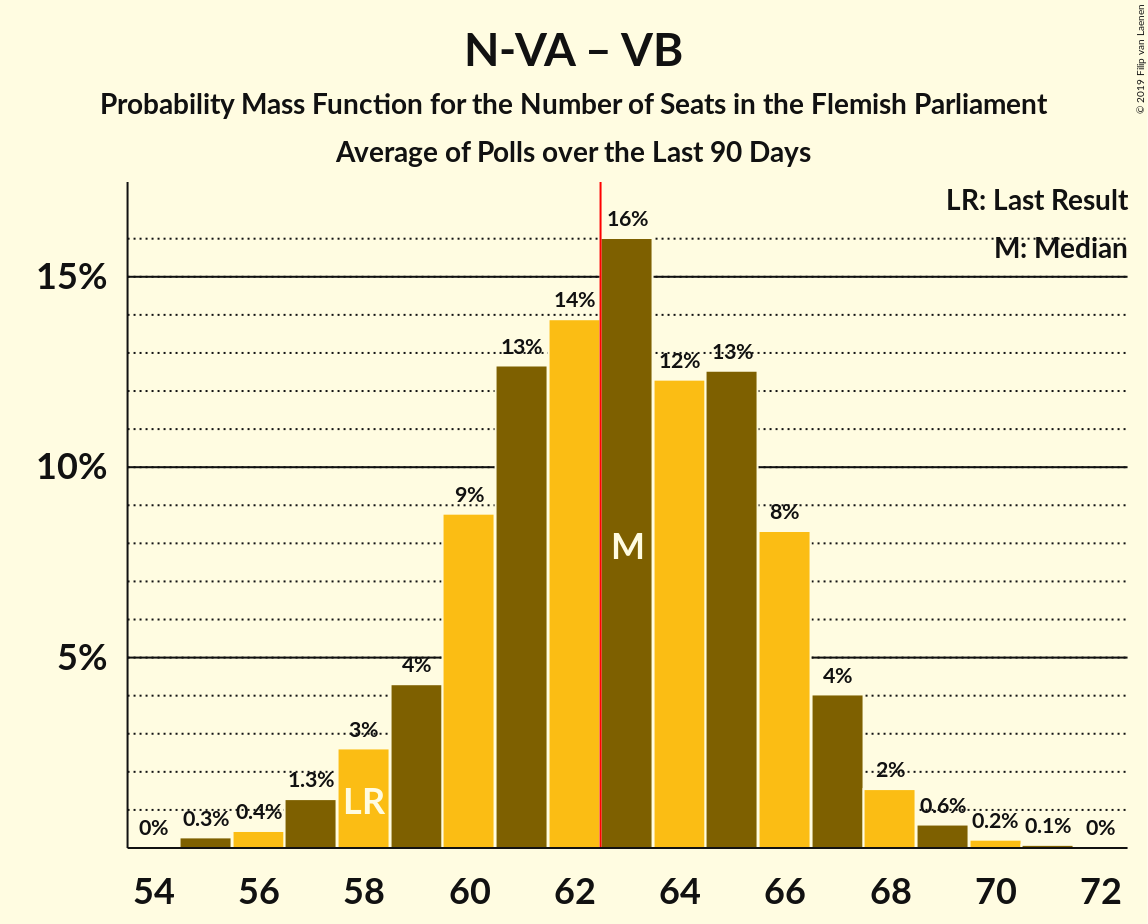 N-VA – VB
Probability Mass Function for the Number of Seats in the Flemish Parliament
Average of Polls over the Last 90 Days
© 2019 Filip van Laenen
LR: Last Result
M: Median
15%
10%
5%
0%
0.3%
0.4%
1.3%
3%
4%
9%
13%
14%
16%
12%
13%
8%
4%
2%
0.6%
0.2%
0.1%
0%
LR
M
54 56 58 60 62 64 66 68 70 72